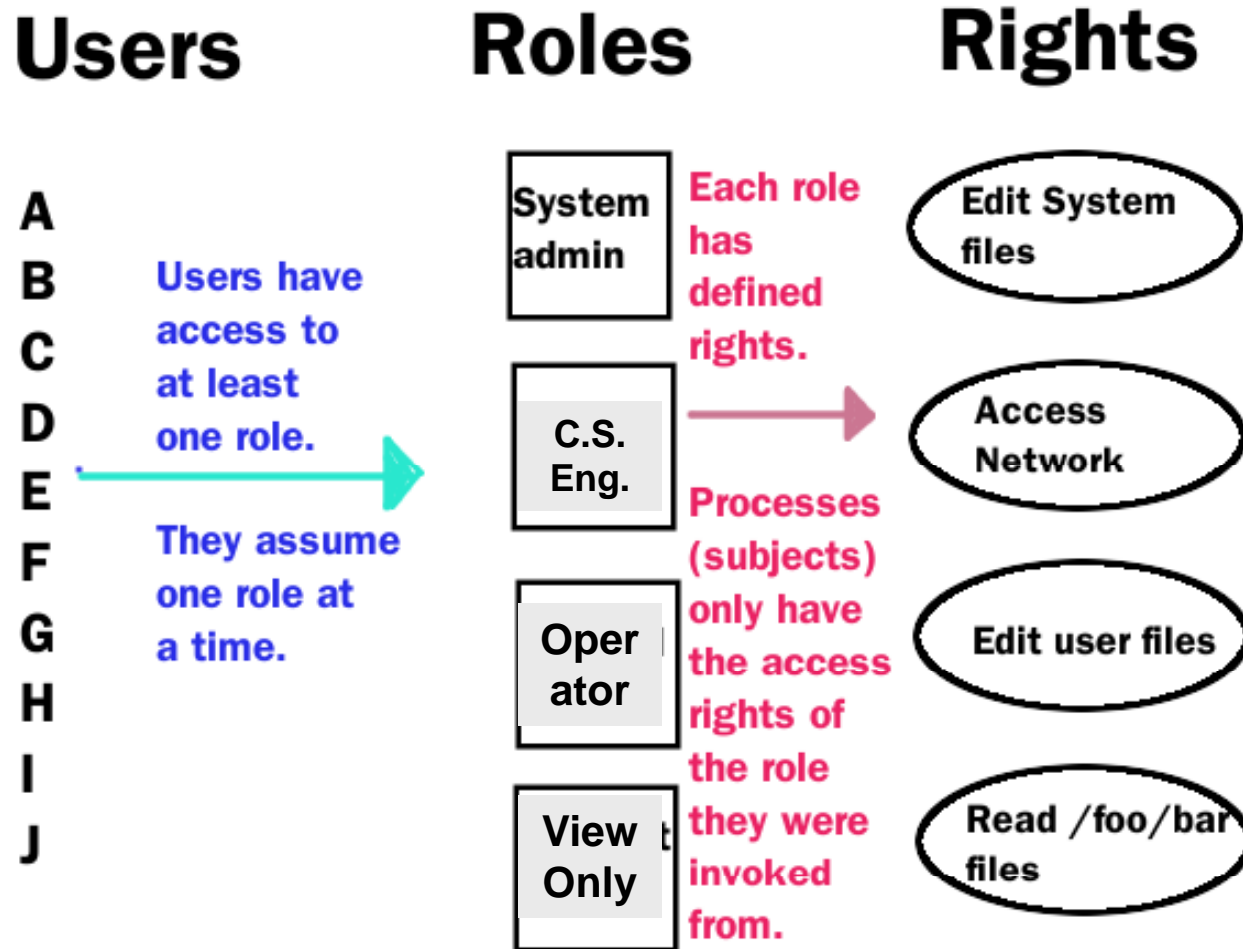 Users
Roles
Rights
A
B
C
D
E
F
G
H
I
J
Users have
access to
at least
one role.
They assume
one role at
a time.
System
admin
C.S.
Eng.
Oper
ator
View
Only
Each role
has
defined
rights.
Processes
(subjects)
only have
the access
rights of
the role
they were
invoked
from.
Edit System
files
Access
Network
Edit user files
Read /foo/bar
files